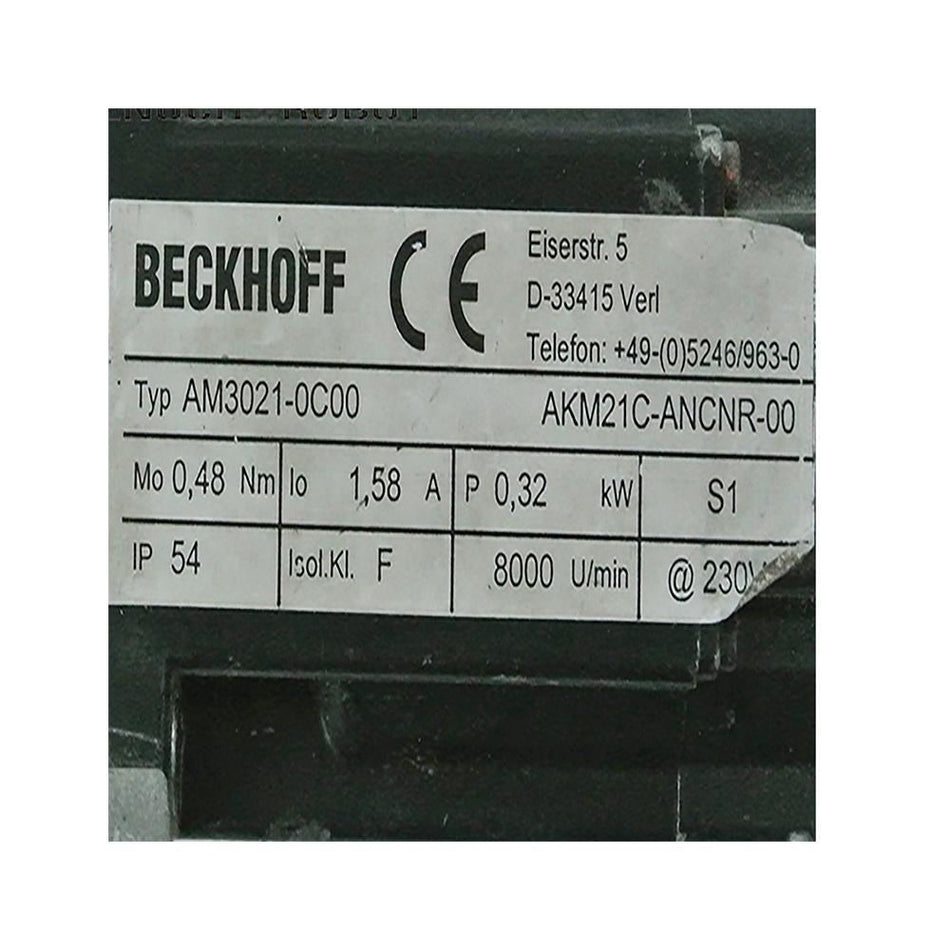 BECKHOFF CE
Eiserstr. 5
D-33415 Verl
Telefon: +49-(0)5246/963-0
Typ AM3021-0C00 AKM21C-ANCNR-00
Mo 0,48 Nm Io 1,58 A P 0,32 kW S1
IP 54 Isol.Kl. F 8000 U/min @ 230V